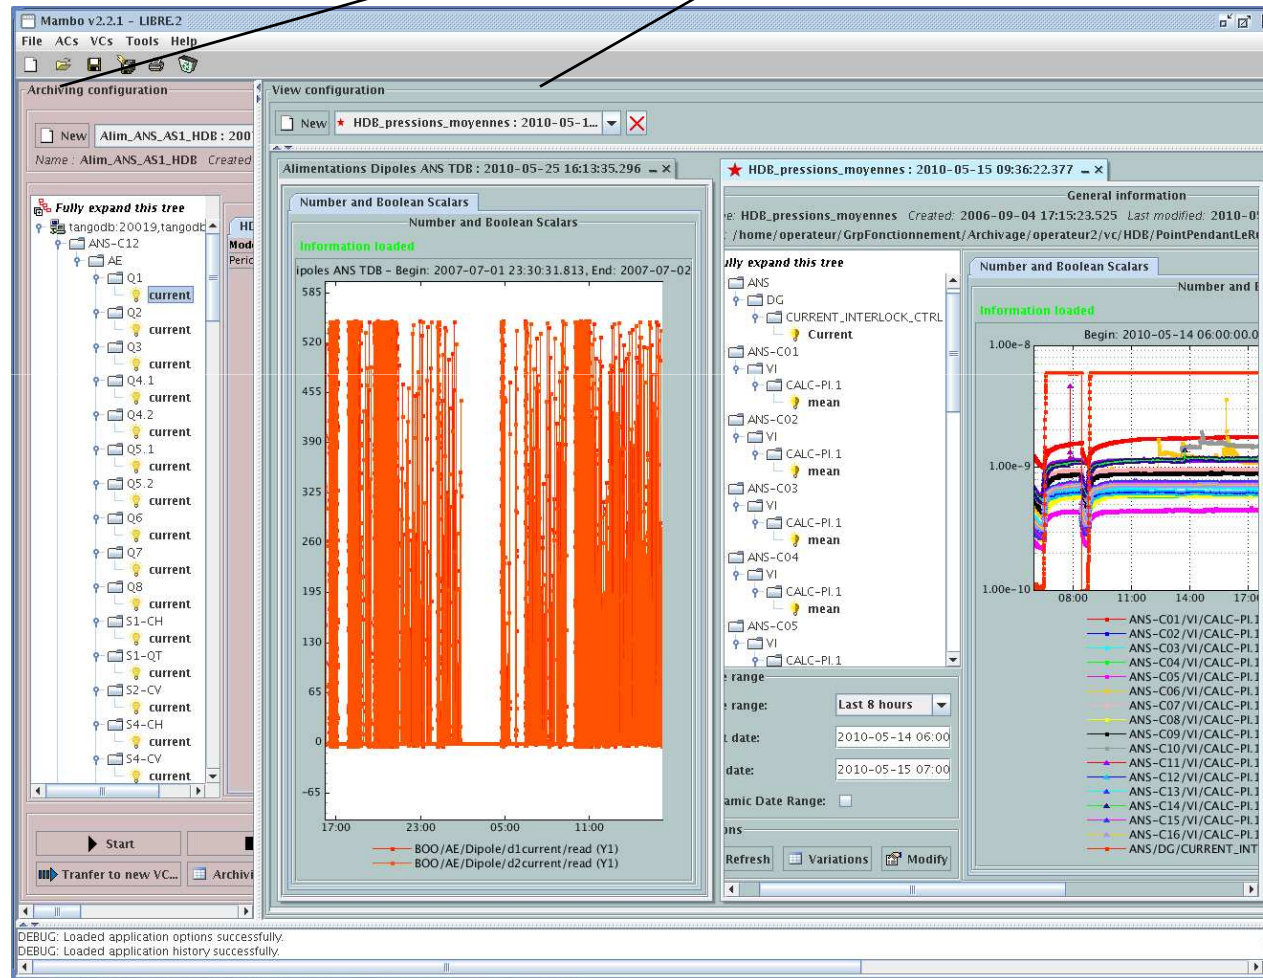 Mambo v2.2.1 - LIBRE.2
File ACs VCs Tools Help
Archiving configuration
New Alim_ANS_AS1_HDB : 200
Name : Alim_ANS_AS1_HDB Created
Fully expand this tree
tangodb:20019,tangodb
ANS-C12
AE
Q1
current
Q2
current
Q3
current
Q4.1
current
Q4.2
current
Q5.1
current
Q5.2
current
Q6
current
Q7
current
Q8
current
S1-CH
current
S1-QT
current
S2-CV
current
S4-CH
current
S4-CV
current
HD
Mod
Peric
Start
Tranfer to new VC... Archivi
View configuration
New HDB_pressions_moyennes : 2010-05-1...
Alimentations Dipoles ANS TDB : 2010-05-25 16:13:35.296
Number and Boolean Scalars
Number and Boolean Scalars
Information loaded
ipoles ANS TDB - Begin: 2007-07-01 23:30:31.813, End: 2007-07-02
585
520
455
390
325
260
195
130
65
0
-65
17:00 23:00 05:00 11:00
BOO/AE/Dipole/d1current/read (Y1)
BOO/AE/Dipole/d2current/read (Y1)
HDB_pressions_moyennes : 2010-05-15 09:36:22.377
General information
e: HDB_pressions_moyennes Created: 2006-09-04 17:15:23.525 Last modified: 2010-0
: /home/operateur/GrpFonctionnement/Archivage/operateur2/vc/HDB/PointPendantLeRu
lly expand this tree
ANS
DG
CURRENT_INTERLOCK_CTRL
Current
ANS-C01
VI
CALC-PI.1
mean
ANS-C02
VI
CALC-PI.1
mean
ANS-C03
VI
CALC-PI.1
mean
ANS-C04
VI
CALC-PI.1
mean
ANS-C05
VI
CALC-PI.1
e range
e range: Last 8 hours
t date: 2010-05-14 06:00
date: 2010-05-15 07:00
amic Date Range:
ons
Refresh Variations Modify
Number and Boolean Scalars
Number and B
Information loaded
Begin: 2010-05-14 06:00:00.0
1.00e-8
1.00e-9
1.00e-10
08:00 11:00 14:00 17:0
ANS-C01/VI/CALC-PI.1
ANS-C02/VI/CALC-PI.1
ANS-C03/VI/CALC-PI.1
ANS-C04/VI/CALC-PI.1
ANS-C05/VI/CALC-PI.1
ANS-C06/VI/CALC-PI.1
ANS-C07/VI/CALC-PI.1
ANS-C08/VI/CALC-PI.1
ANS-C09/VI/CALC-PI.1
ANS-C10/VI/CALC-PI.1
ANS-C11/VI/CALC-PI.1
ANS-C12/VI/CALC-PI.1
ANS-C13/VI/CALC-PI.1
ANS-C14/VI/CALC-PI.1
ANS-C15/VI/CALC-PI.1
ANS-C16/VI/CALC-PI.1
ANS/DG/CURRENT_INT
DEBUG: Loaded application options successfully.
DEBUG: Loaded application history successfully.